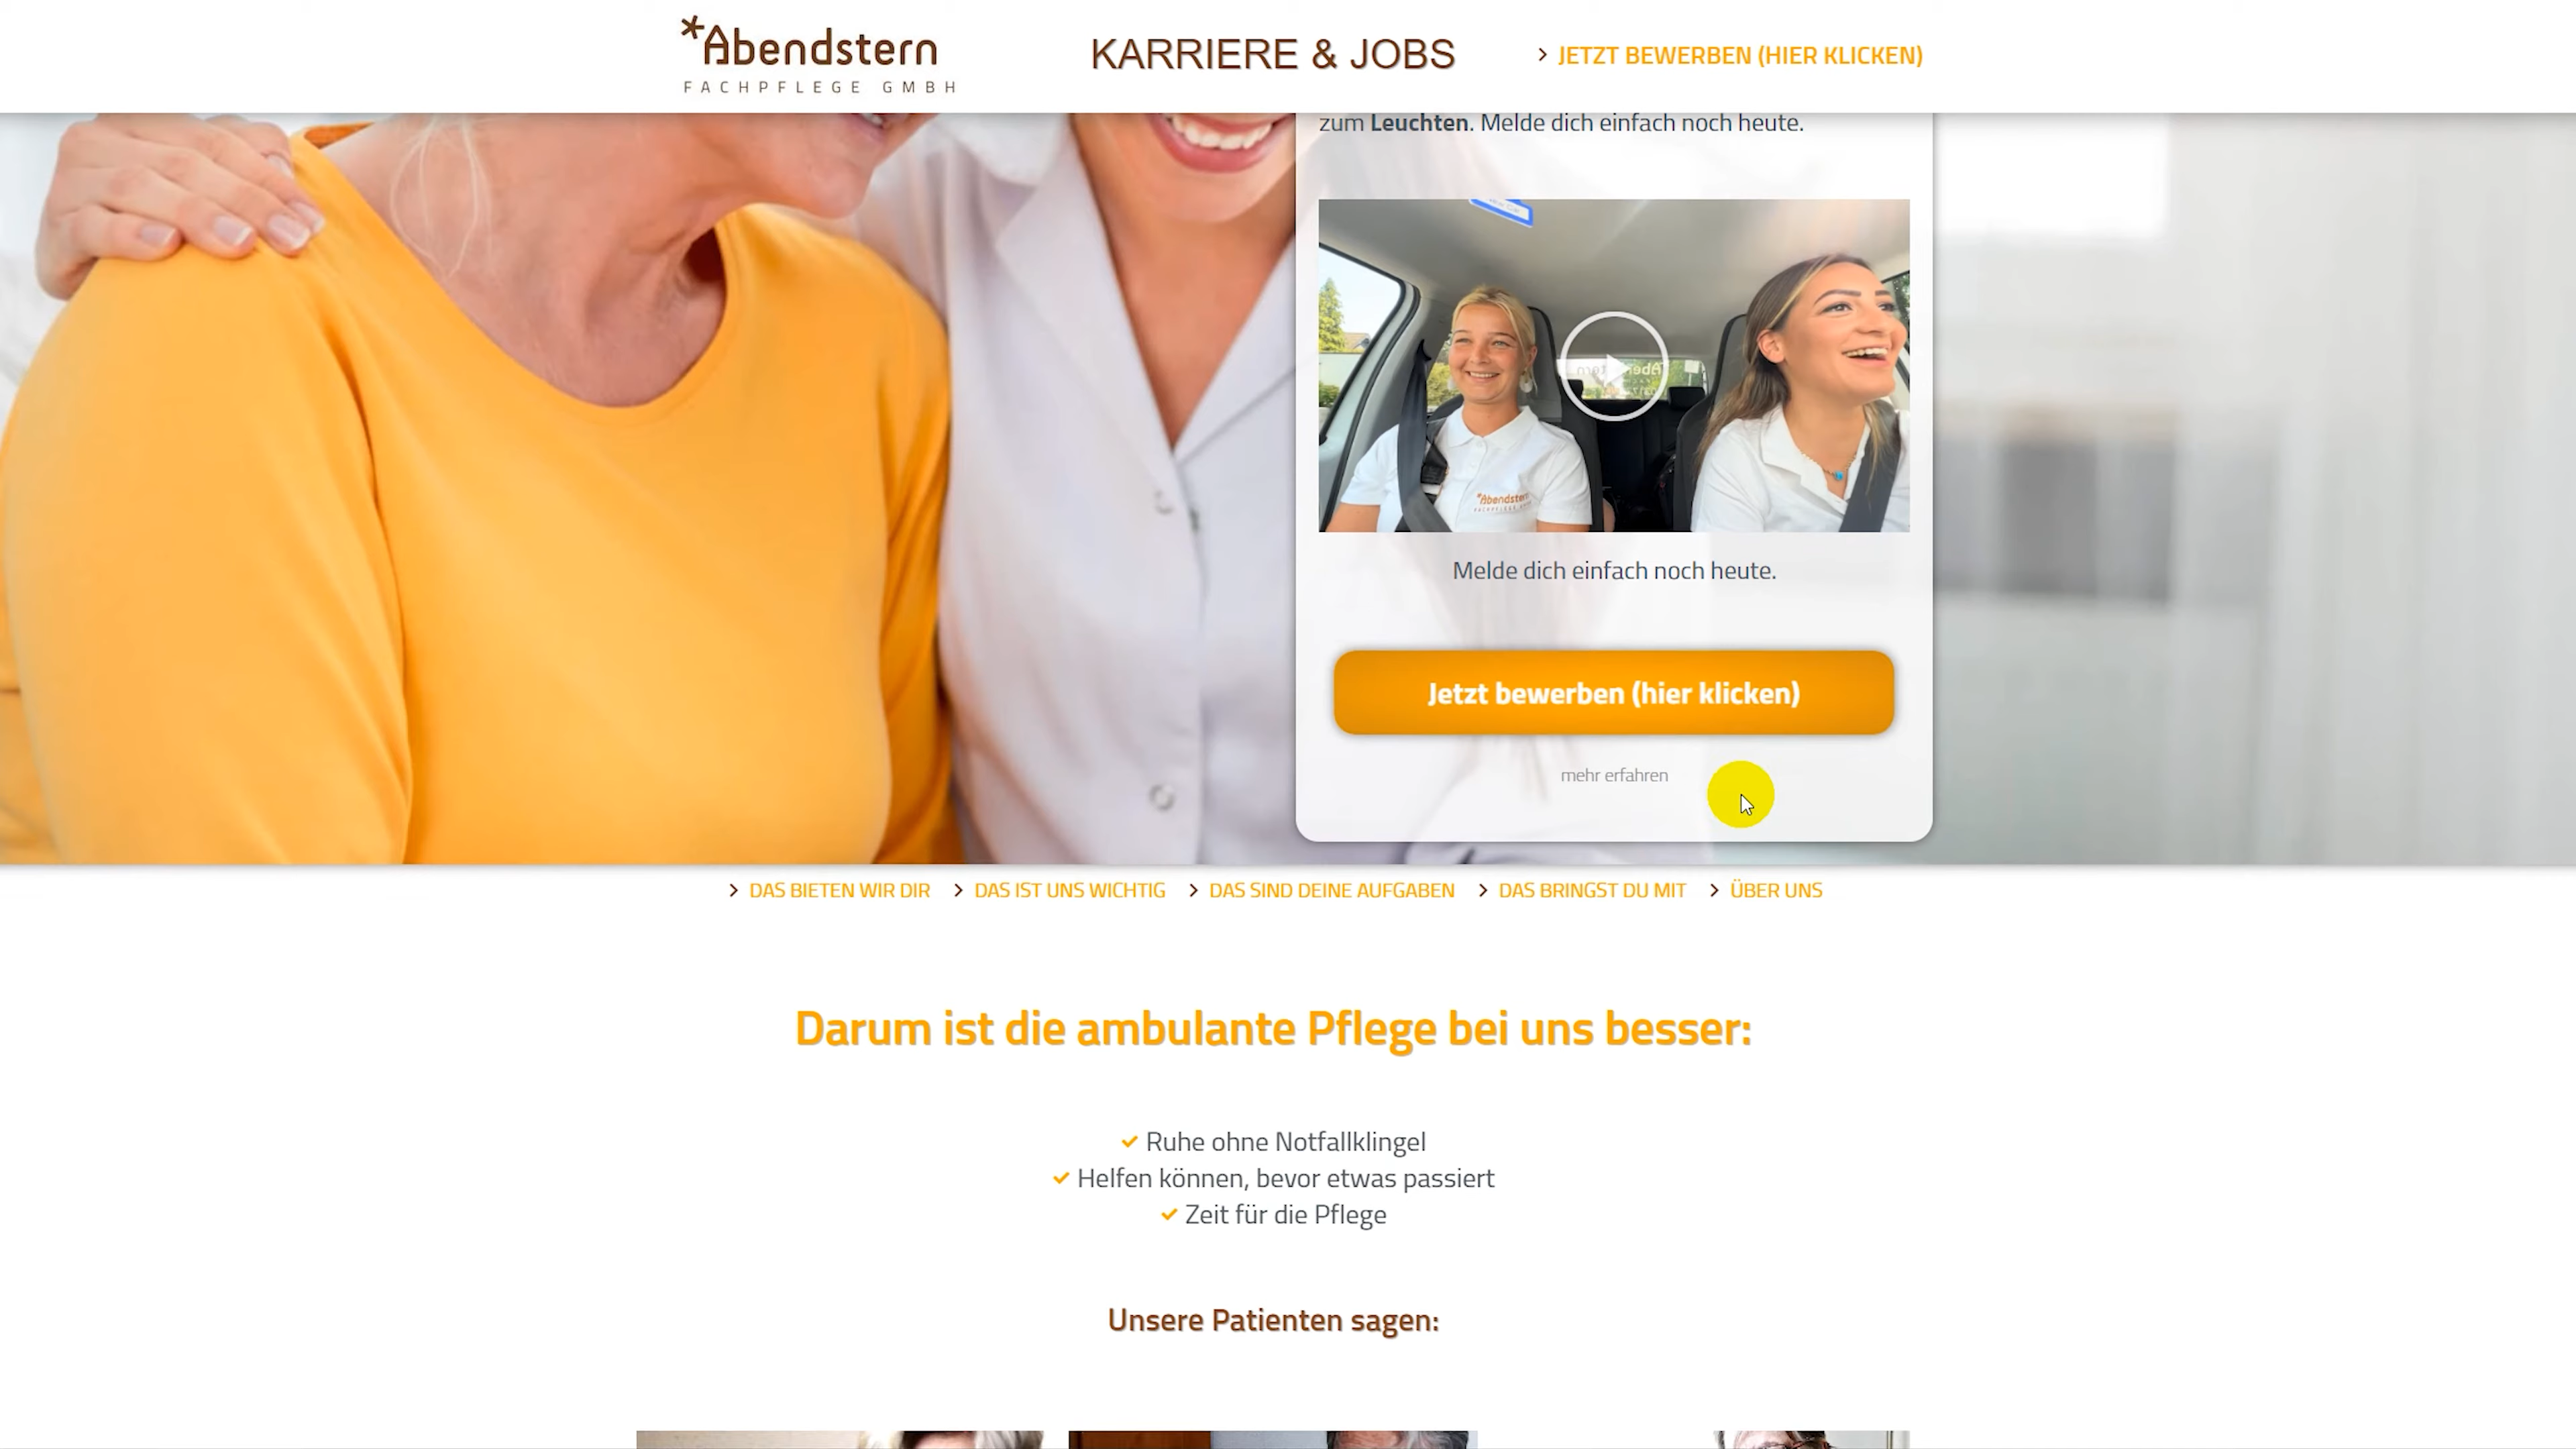 *Abendstern
FACHPFLEGE GMBH
KARRIERE & JOBS
JETZT BEWERBEN (HIER KLICKEN)
zum Leuchten. Melde dich einfach noch heute.
*Abendstern
Melde dich einfach noch heute.
Jetzt bewerben (hier klicken)
mehr erfahren
DAS BIETEN WIR DIR
DAS IST UNS WICHTIG
DAS SIND DEINE AUFGABEN
DAS BRINGST DU MIT
ÜBER UNS
Darum ist die ambulante Pflege bei uns besser:
Ruhe ohne Notfallklingel
Helfen können, bevor etwas passiert
Zeit für die Pflege
Unsere Patienten sagen: